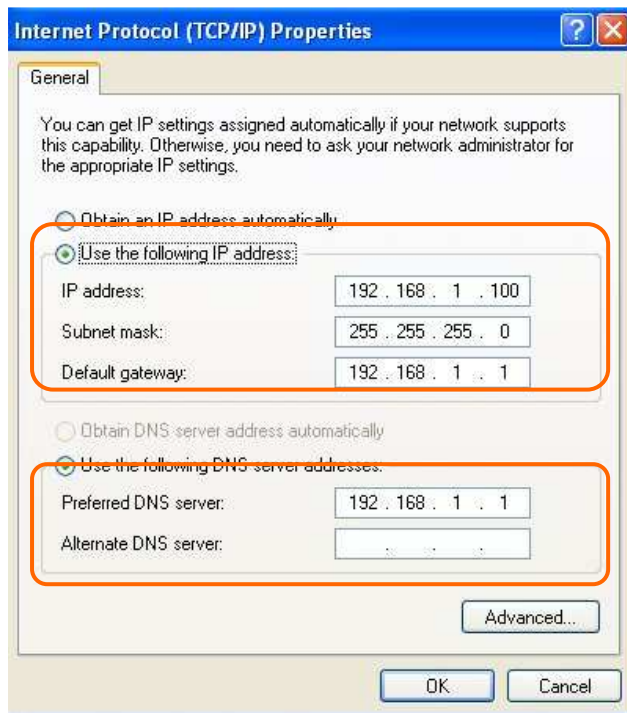 Internet Protocol (TCP/IP) Properties
General
You can get IP settings assigned automatically if your network supports
this capability. Otherwise, you need to ask your network administrator for
the appropriate IP settings.
Obtain an IP address automatically
Use the following IP address:
IP address: 192 . 168 . 1 . 100
Subnet mask: 255 . 255 . 255 . 0
Default gateway: 192 . 168 . 1 . 1
Obtain DNS server address automatically
Use the following DNS server addresses:
Preferred DNS server: 192 . 168 . 1 . 1
Alternate DNS server: . . .
Advanced...
OK Cancel